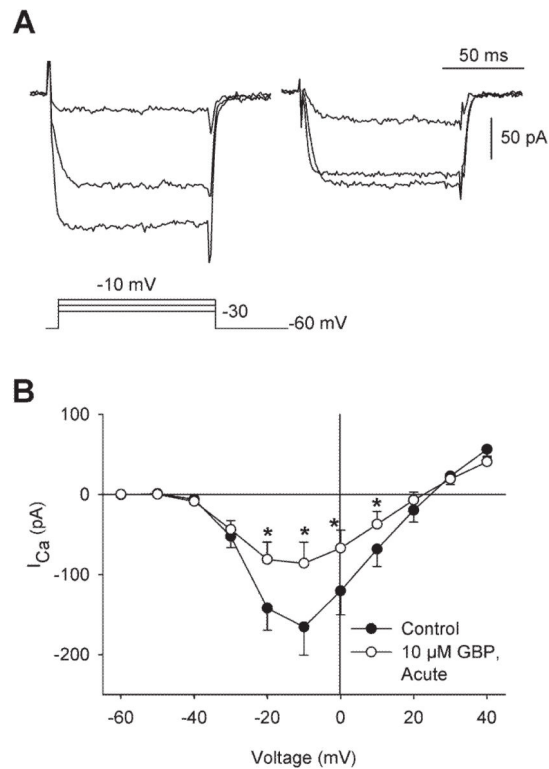 A
50 ms
50 pA
-10 mV
-30
-60 mV
B
100
0
-100
-200
I Ca (pA)
* * * *
Control
10 µM GBP,
Acute
-60 -40 -20 0 20 40
Voltage (mV)